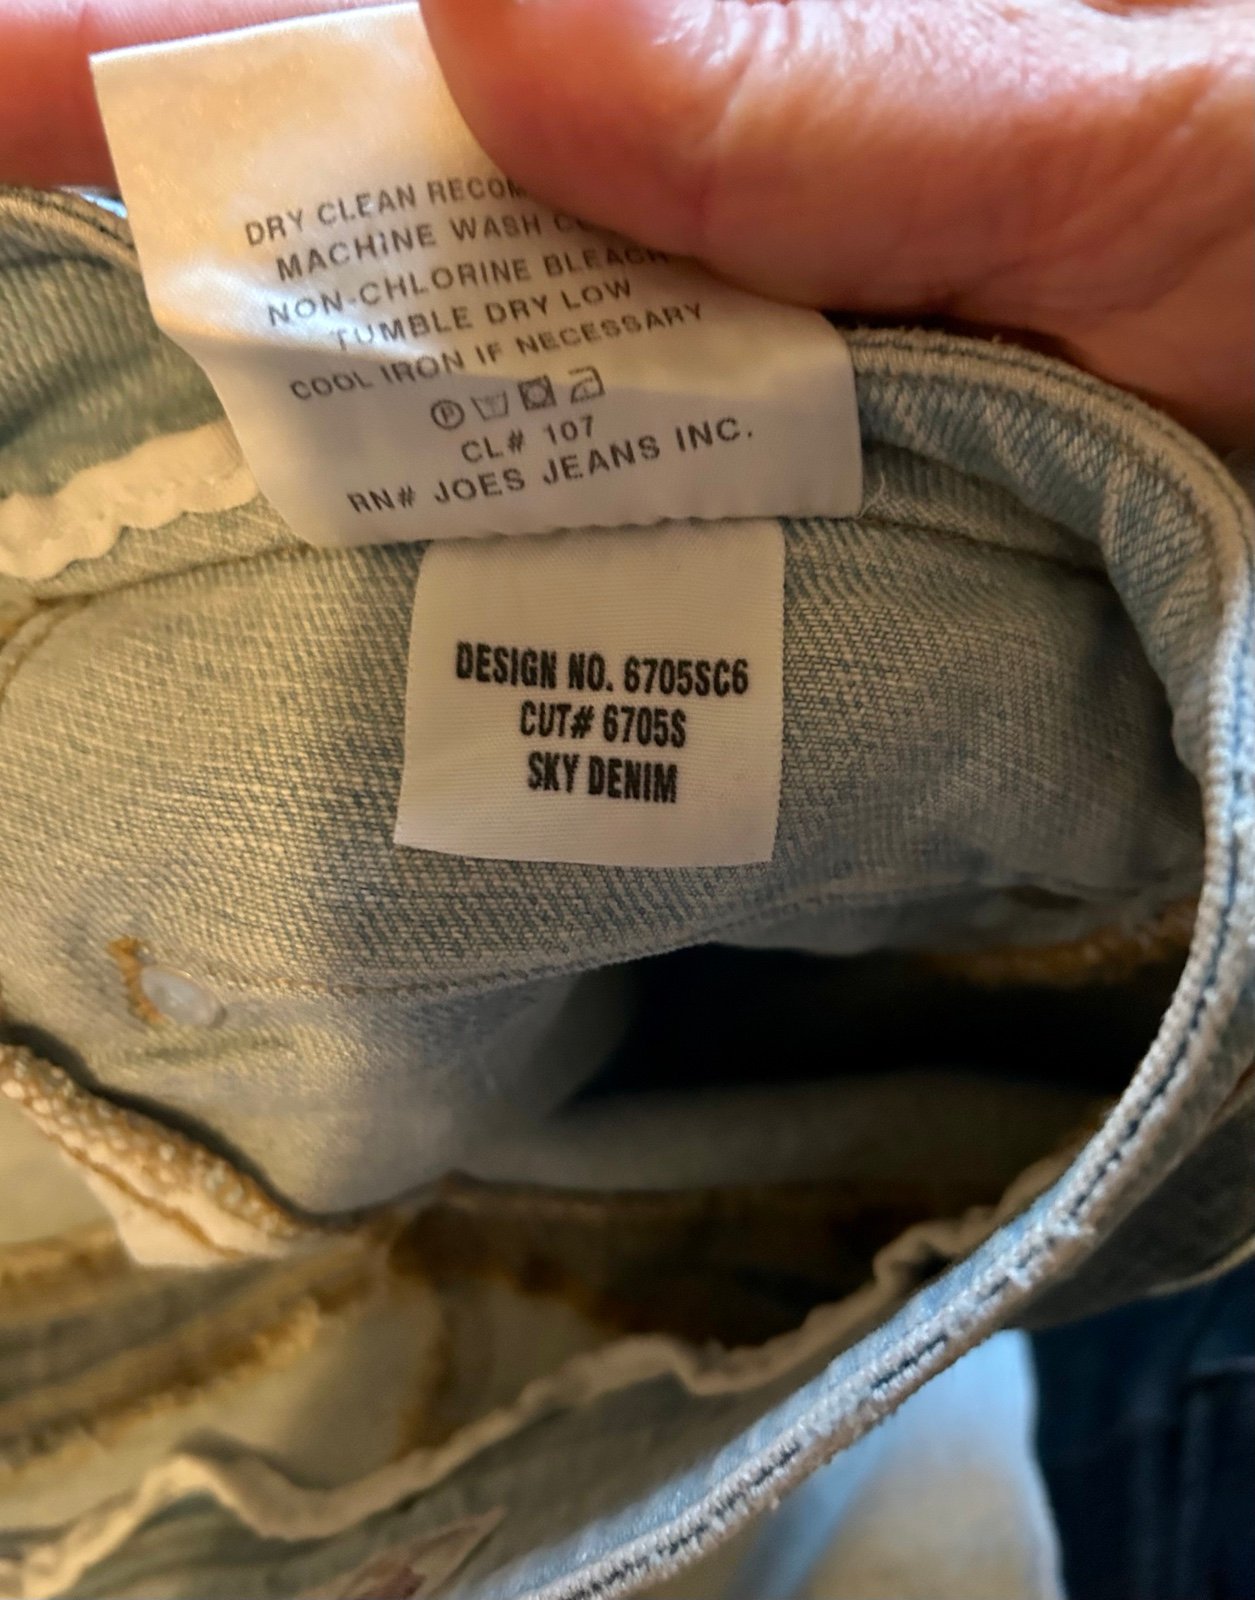 DRY CLEAN
MACHINE WASH
NON-CHLORINE BLEACH
TUMBLE DRY LOW
COOL IRON IF NECESSARY
P
CL# 107
RN# JOES JEANS INC.
DESIGN NO. 6705SC6
CUT# 6705S
SKY DENIM